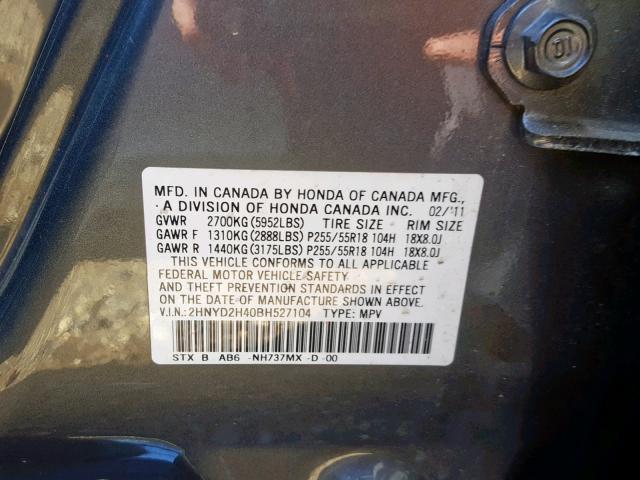 DI
MFD. IN CANADA BY HONDA OF CANADA MFG.,
A DIVISION OF HONDA CANADA INC. 02/11
GVWR 2700KG(5952LBS) TIRE SIZE RIM SIZE
GAWR F 1310KG(2888LBS) P255/55R18 104H 18X8.0J
GAWR R 1440KG(3175LBS) P255/55R18 104H 18X8.0J
THIS VEHICLE CONFORMS TO ALL APPLICABLE
FEDERAL MOTOR VEHICLE SAFETY
AND THEFT PREVENTION STANDARDS IN EFFECT
ON THE DATE OF MANUFACTURE SHOWN ABOVE.
V.I.N.: 2HNYD2H40BH527104 TYPE: MPV
STX B AB6 -NH737MX -D -00